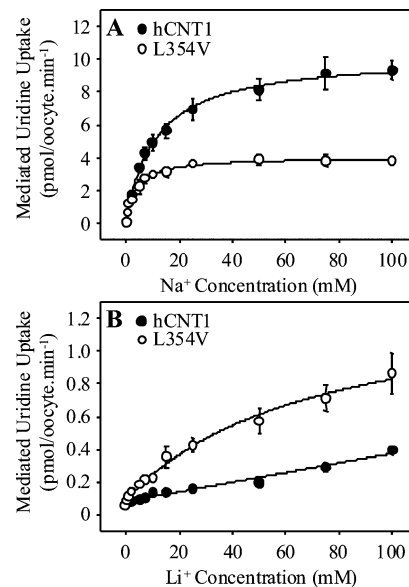 A
hCNT1
L354V
Mediated Uridine Uptake
(pmol/oocyte.min⁻¹)
12
10
8
6
4
2
0
0 20 40 60 80 100
Na⁺ Concentration (mM)
B
hCNT1
L354V
Mediated Uridine Uptake
(pmol/oocyte.min⁻¹)
1.2
1.0
0.8
0.6
0.4
0.2
0.0
0 20 40 60 80 100
Li⁺ Concentration (mM)